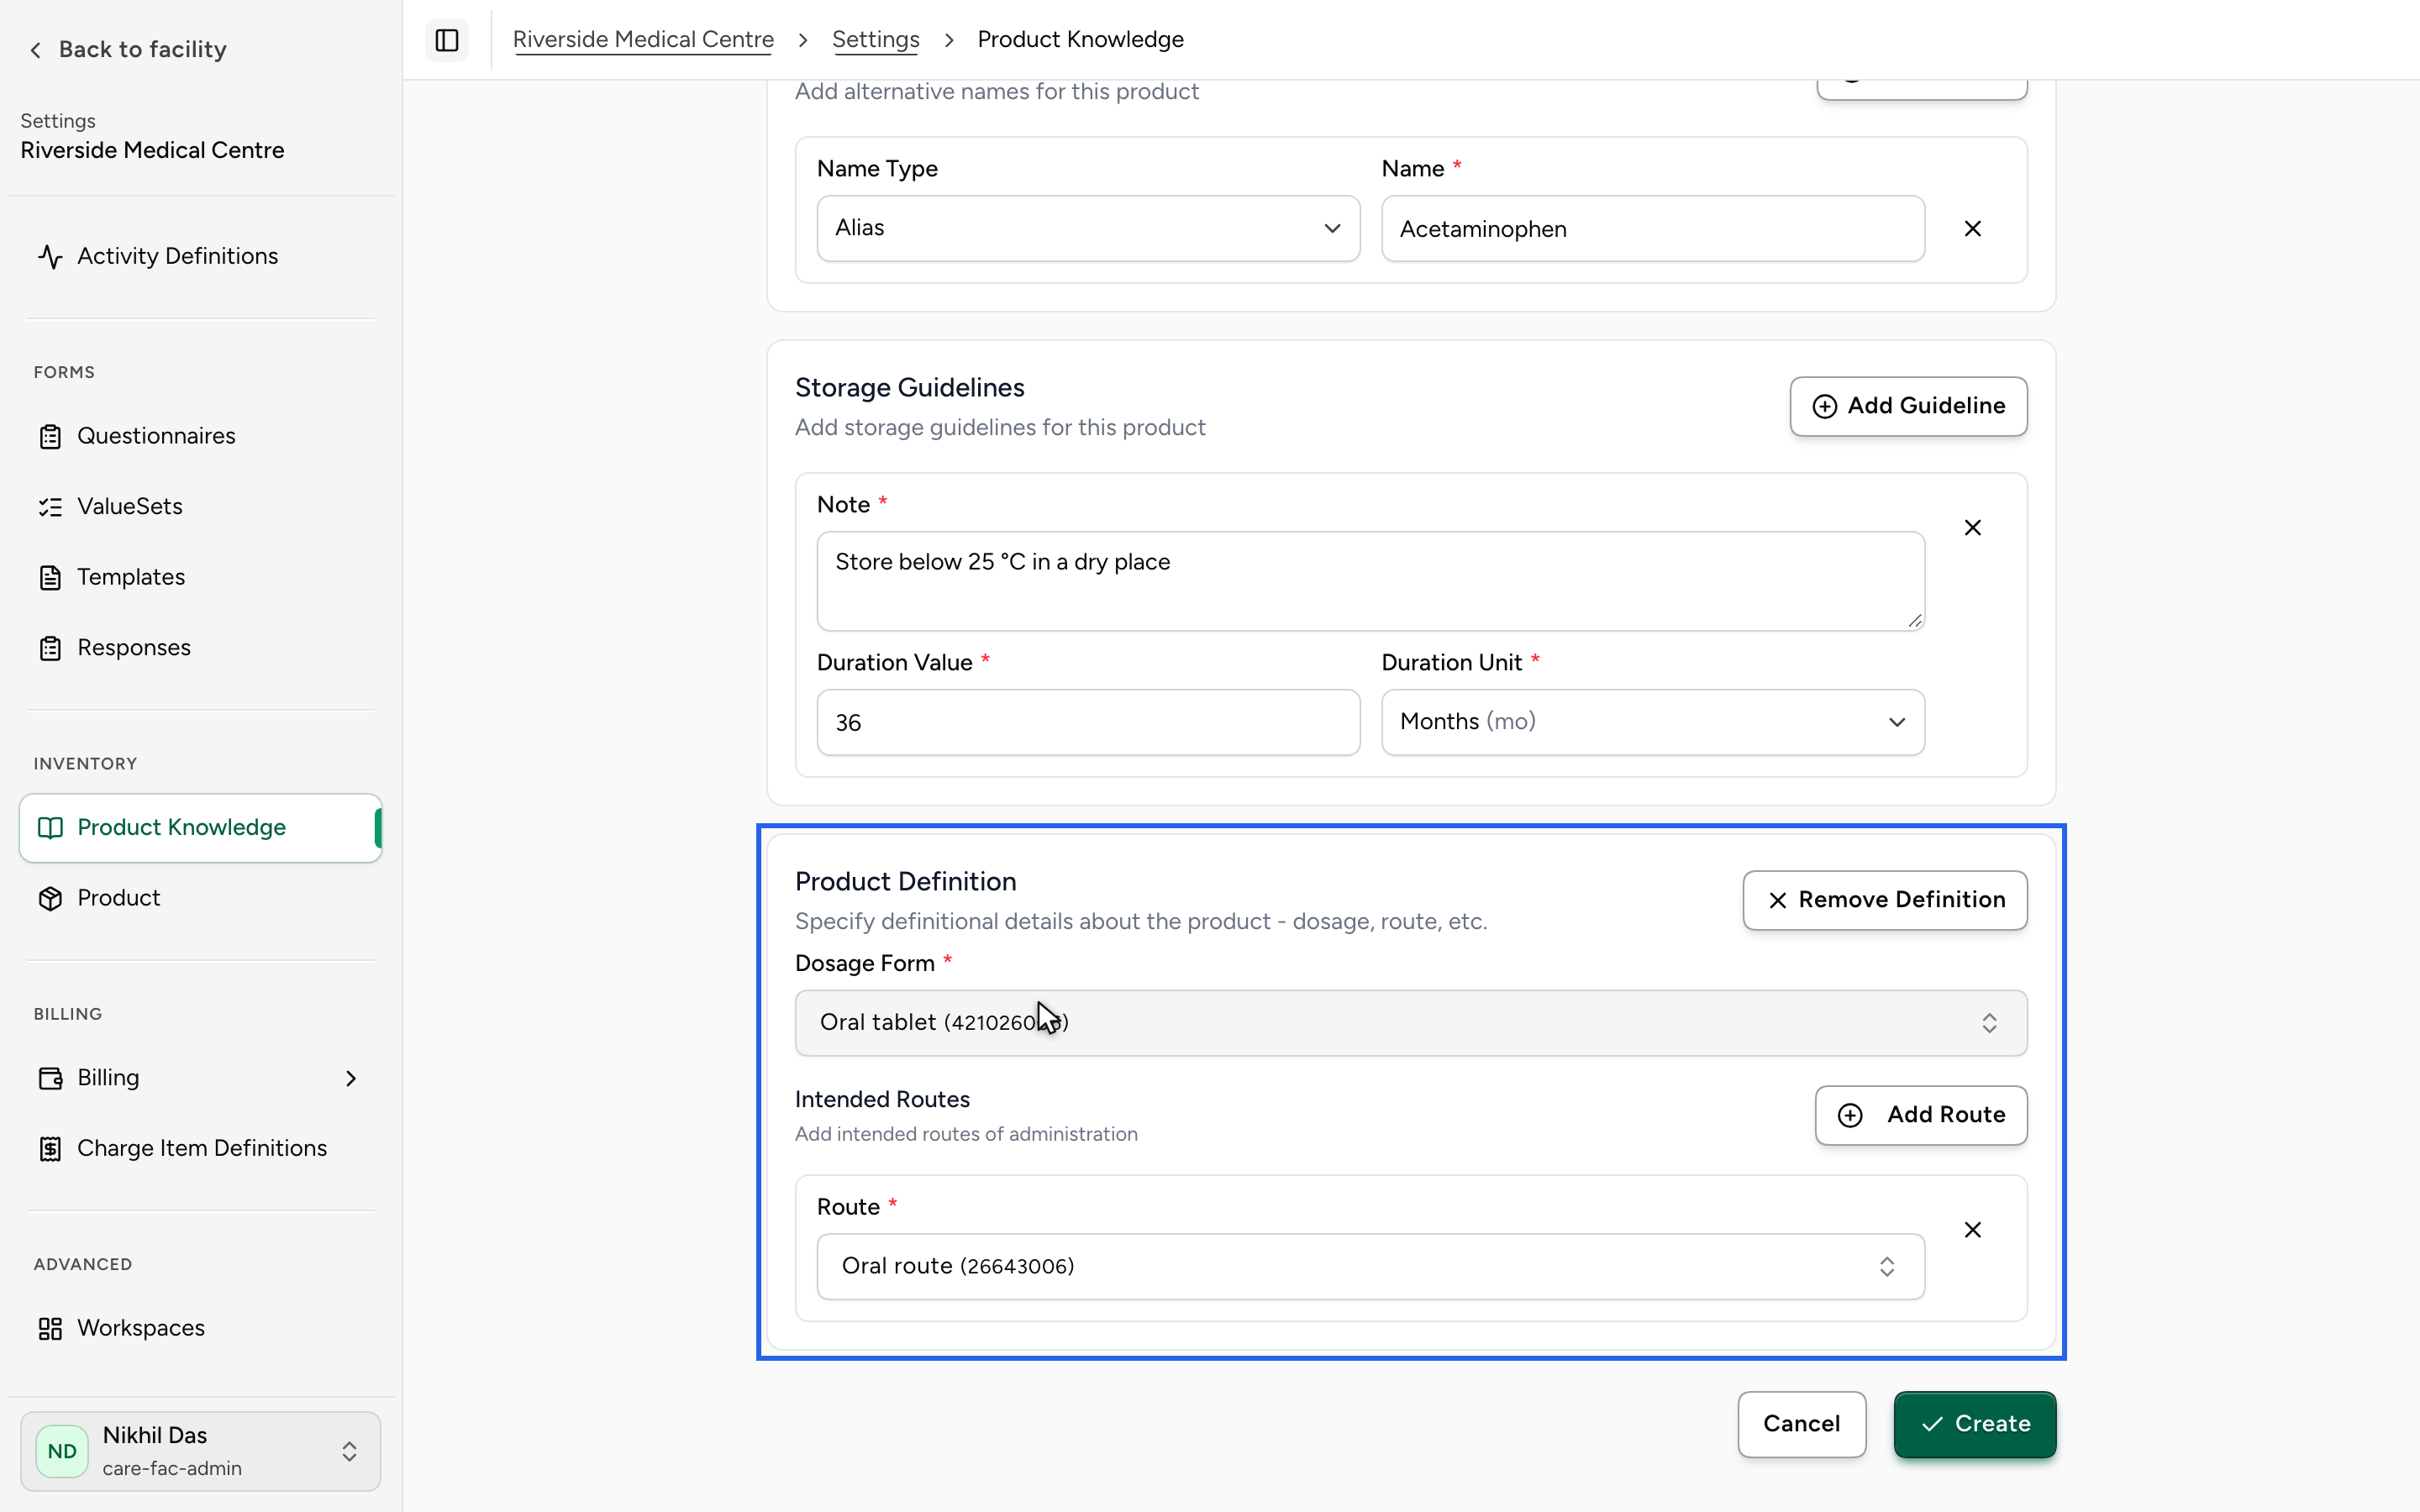 Back to facility
Settings
Riverside Medical Centre
Activity Definitions
FORMS
Questionnaires
ValueSets
Templates
Responses
INVENTORY
Product Knowledge
Product
BILLING
Billing
Charge Item Definitions
ADVANCED
Workspaces
ND
Nikhil Das
care-fac-admin
Riverside Medical Centre > Settings > Product Knowledge
Add alternative names for this product
Name Type
Name *
Alias
Acetaminophen
Storage Guidelines
Add Guideline
Add storage guidelines for this product
Note *
Store below 25 °C in a dry place
Duration Value *
Duration Unit *
36
Months (mo)
Product Definition
Remove Definition
Specify definitional details about the product - dosage, route, etc.
Dosage Form *
Oral tablet
Intended Routes
Add Route
Add intended routes of administration
Route *
Oral route (26643006)
Cancel
Create